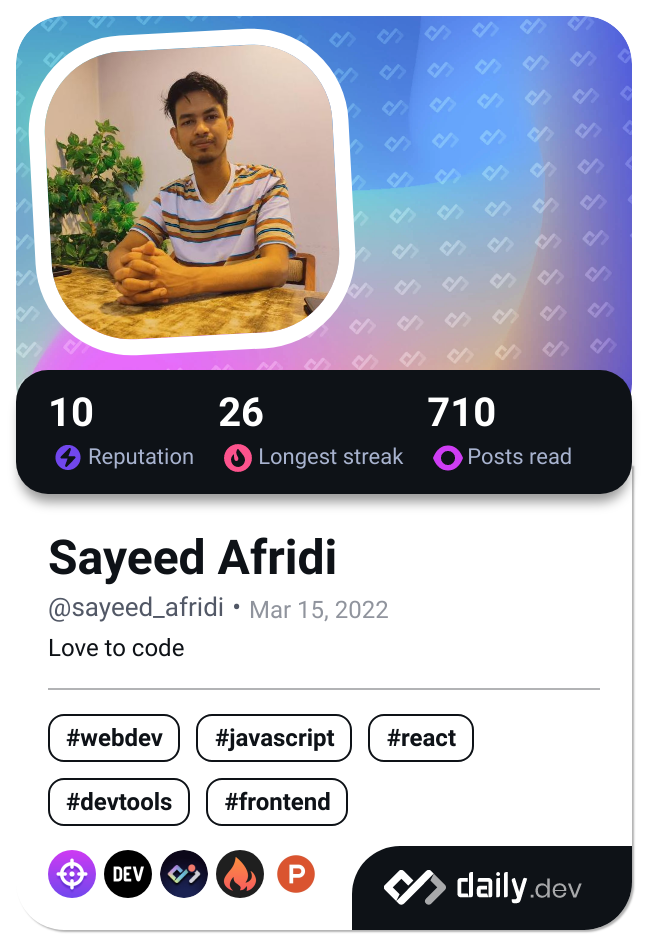 10 26 710
Reputation Longest streak Posts read
Sayeed Afridi
@sayeed_afridi • Mar 15, 2022
Love to code
#webdev #javascript #react
#devtools #frontend
DEV P daily.dev